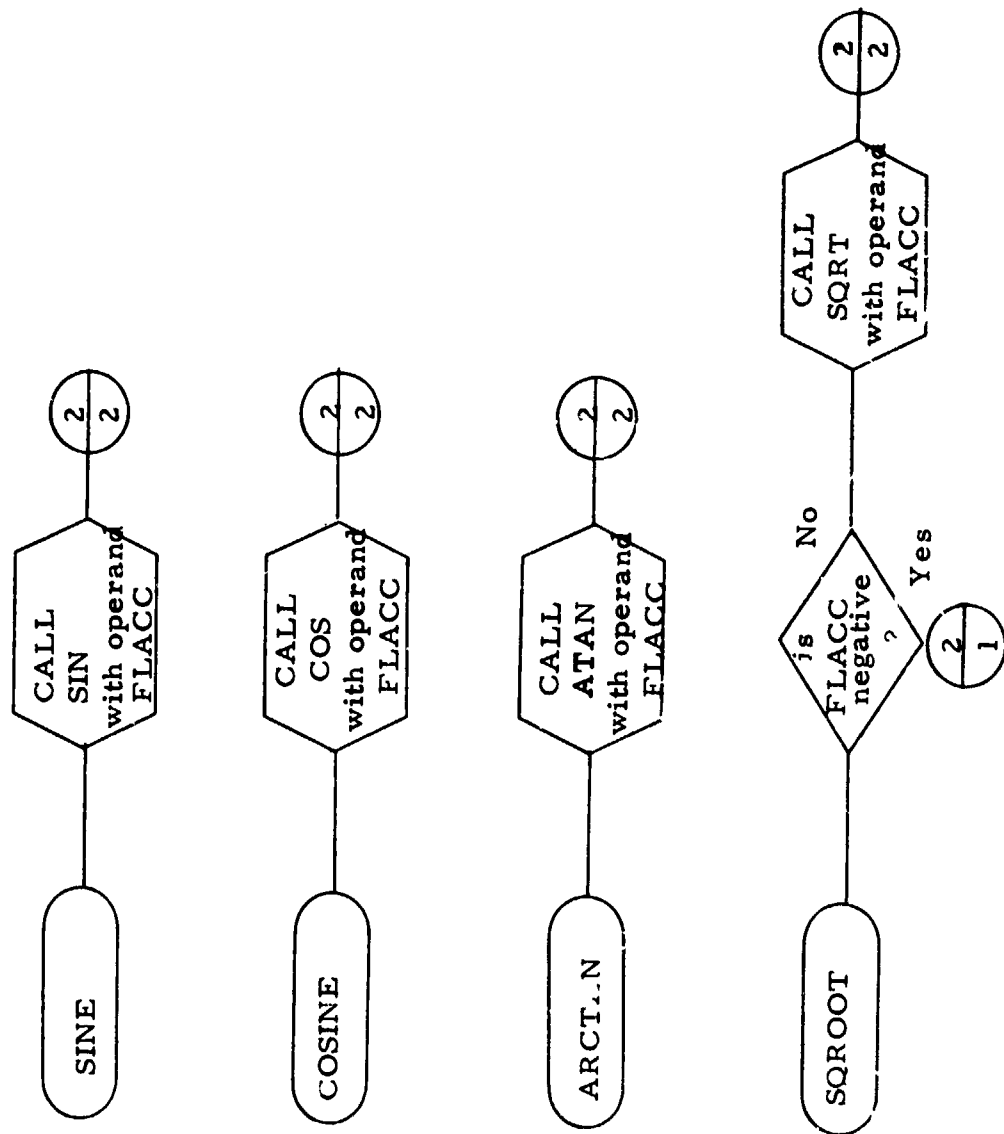 SINE
CALL
SIN
with operand
FLACC
2
2
COSINE
CALL
COS
with operand
FLACC
2
2
CALL
ATAN
with operand
FLACC
2
2
SQROOT
is
FLACC
negative
?
No
Yes
2
1
CALL
SQRT
with operand
FLACC
2
2